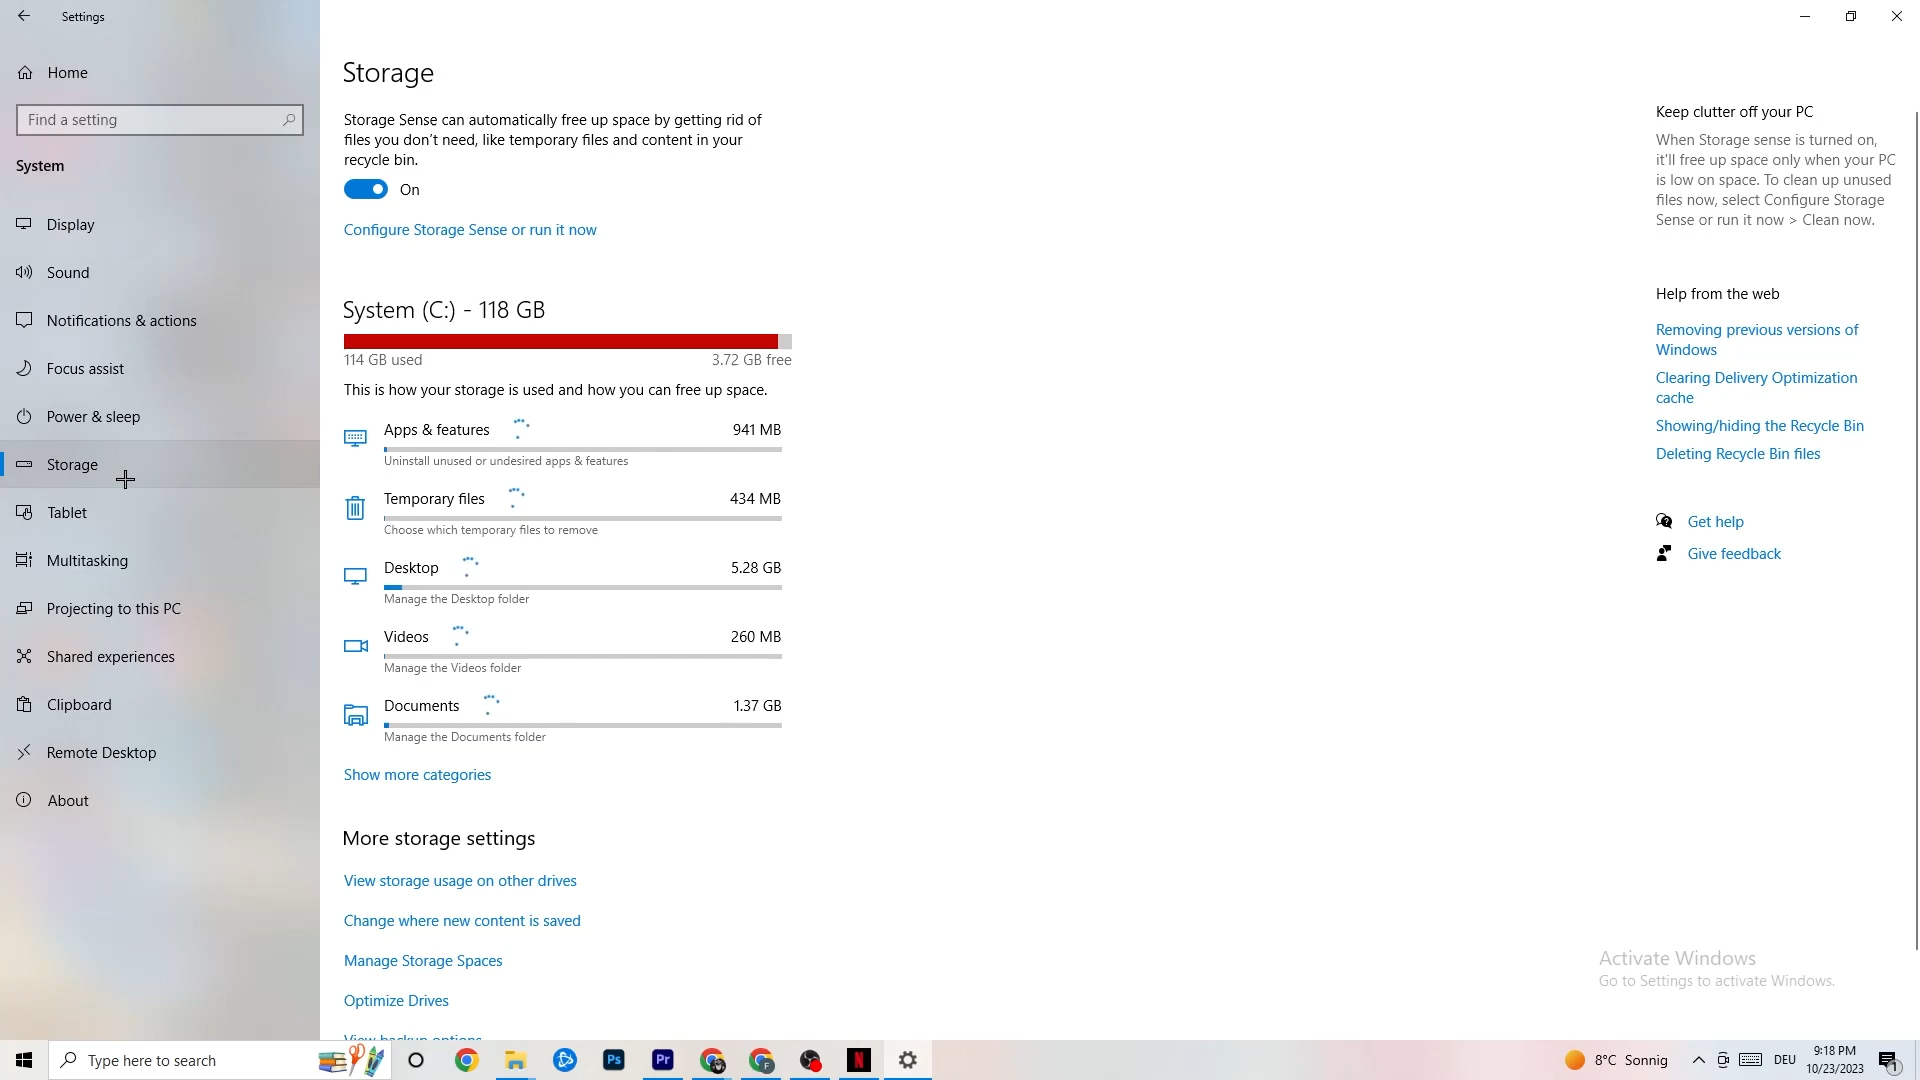 Settings
Home
Find a setting
System
Display
Sound
Notifications & actions
Focus assist
Power & sleep
Storage
Tablet
Multitasking
Projecting to this PC
Shared experiences
Clipboard
Remote Desktop
About
Storage
Storage Sense can automatically free up space by getting rid of
files you don't need, like temporary files and content in your
recycle bin.
On
Configure Storage Sense or run it now
System (C:) - 118 GB
114 GB used 3.72 GB free
This is how your storage is used and how you can free up space.
Apps & features 941 MB
Uninstall unused or undesired apps & features
Temporary files 434 MB
Choose which temporary files to remove
Desktop 5.28 GB
Manage the Desktop folder
Videos 260 MB
Manage the Videos folder
Documents 1.37 GB
Manage the Documents folder
Show more categories
More storage settings
View storage usage on other drives
Change where new content is saved
Manage Storage Spaces
Optimize Drives
View backup options
Keep clutter off your PC
When Storage sense is turned on,
it'll free up space only when your PC
is low on space. To clean up unused
files now, select Configure Storage
Sense or run it now > Clean now.
Help from the web
Removing previous versions of
Windows
Clearing Delivery Optimization
cache
Showing/hiding the Recycle Bin
Deleting Recycle Bin files
Get help
Give feedback
Activate Windows
Go to Settings to activate Windows.
Type here to search
Ps
Pr
F
N
8°C Sonnig
DEU
9:18 PM
10/23/2023
1